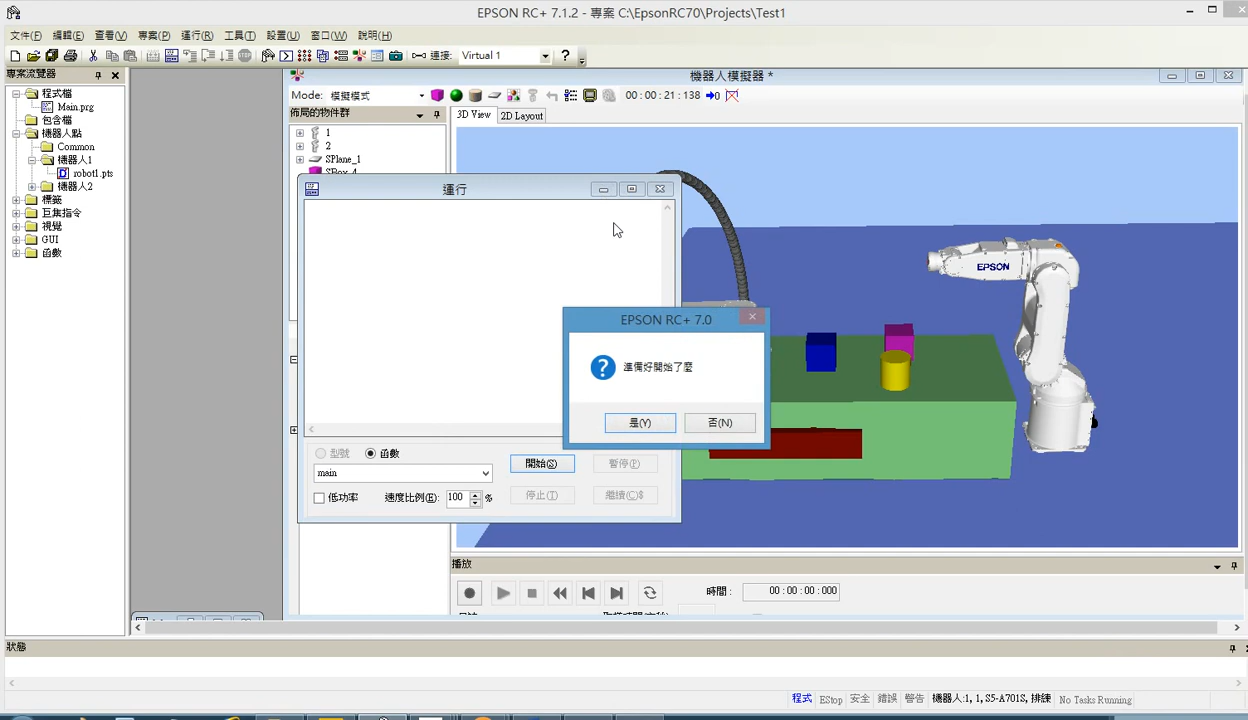 EPSON RC+ 7.1.2 - 專案 C:\EpsonRC70\Projects\Test1
文件(F) 編輯(E) 查看(V) 專案(P) 運行(R) 工具(T) 設置(U) 窗口(W) 說明(H)
連接: Virtual 1
專案流覽器
程式檔
Main.prg
包含檔
機器人點
Common
機器人1
robot1.pts
機器人2
標籤
巨集指令
視覺
GUI
函數
機器人模擬器 *
Mode: 模擬模式
00:00:21:138
佈局的物件群
3D View
2D Layout
1
2
SPlane_1
運行
EPSON
EPSON RC+ 7.0
準備好開始了麼
是(Y)
否(N)
型號
函數
main
開始(S)
暫停(P)
低功率
速度比例(E): 100 %
停止(T)
繼續(C)$
播放
時間: 00:00:00:000
狀態
程式 EStop 安全 錯誤 警告 機器人:1, 1, S5-A701S, 排練 No Tasks Running